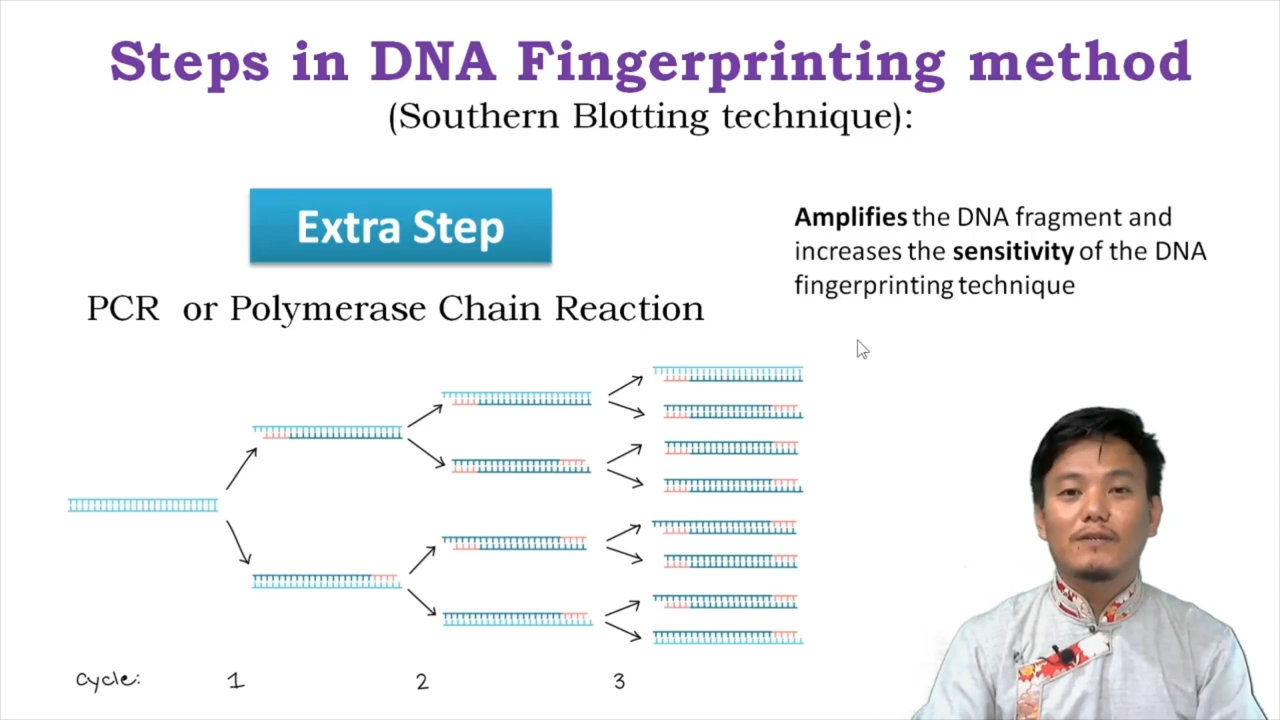 Steps in DNA Fingerprinting method
(Southern Blotting technique):
Extra Step
PCR or Polymerase Chain Reaction
Amplifies the DNA fragment and
increases the sensitivity of the DNA
fingerprinting technique
cycle: 1 2 3